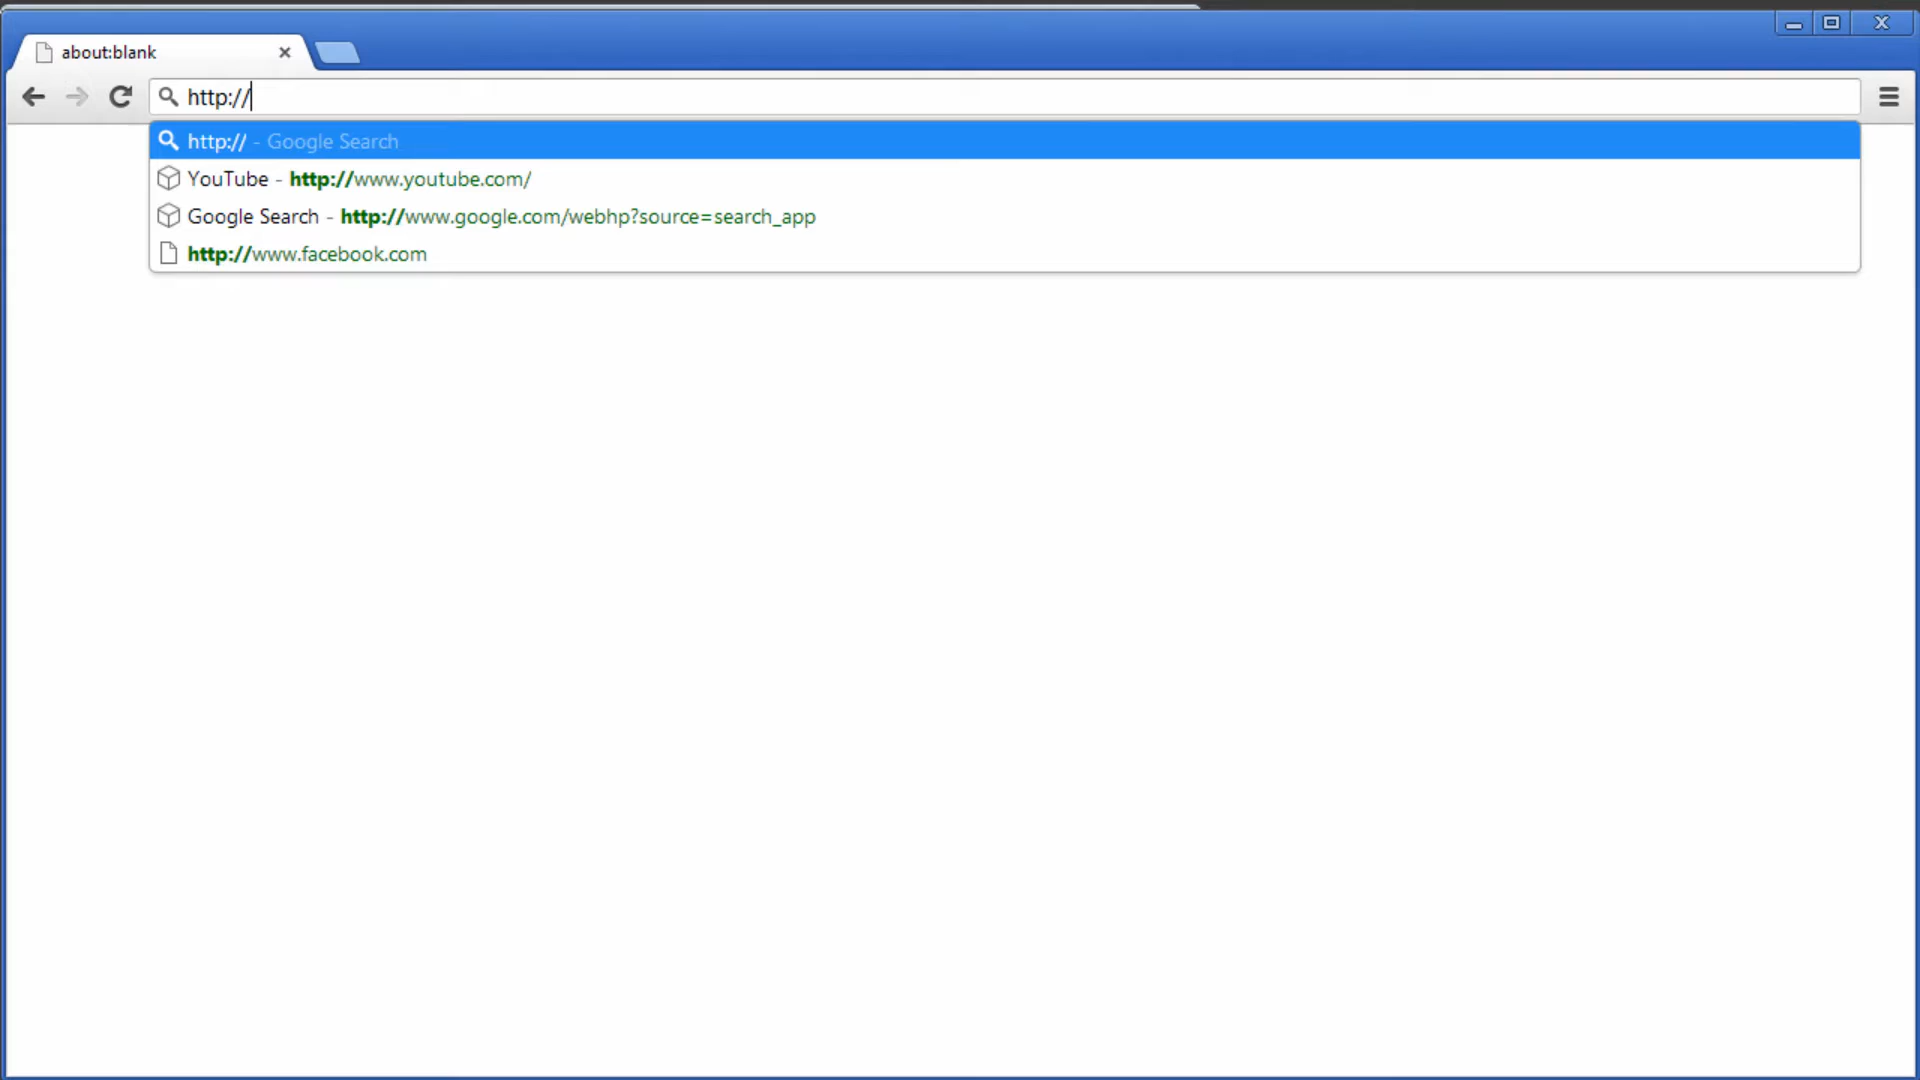 about:blank
http://
http:// - Google Search
YouTube - http://www.youtube.com/
Google Search - http://www.google.com/webhp?source=search_app
http://www.facebook.com